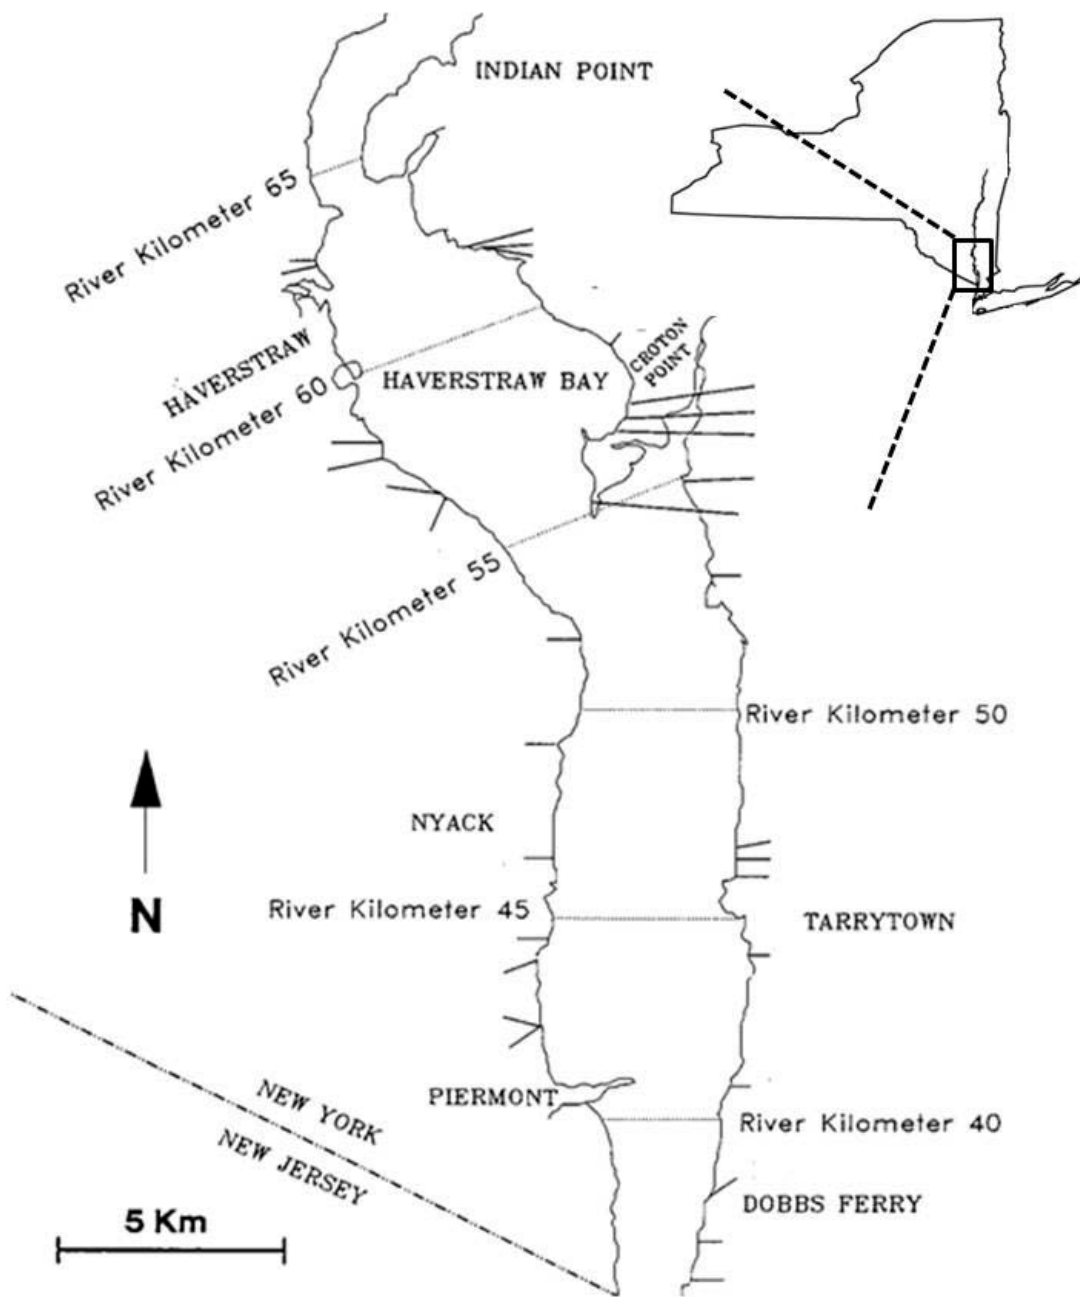 INDIAN POINT
River Kilometer 65
HAVERSTRAW
CROTON
POINT
HAVERSTRAW BAY
River Kilometer 60
River Kilometer 55
River Kilometer 50
NYACK
N
River Kilometer 45
TARRYTOWN
PIERMONT
NEW YORK
NEW JERSEY
River Kilometer 40
DOBBS FERRY
5 Km